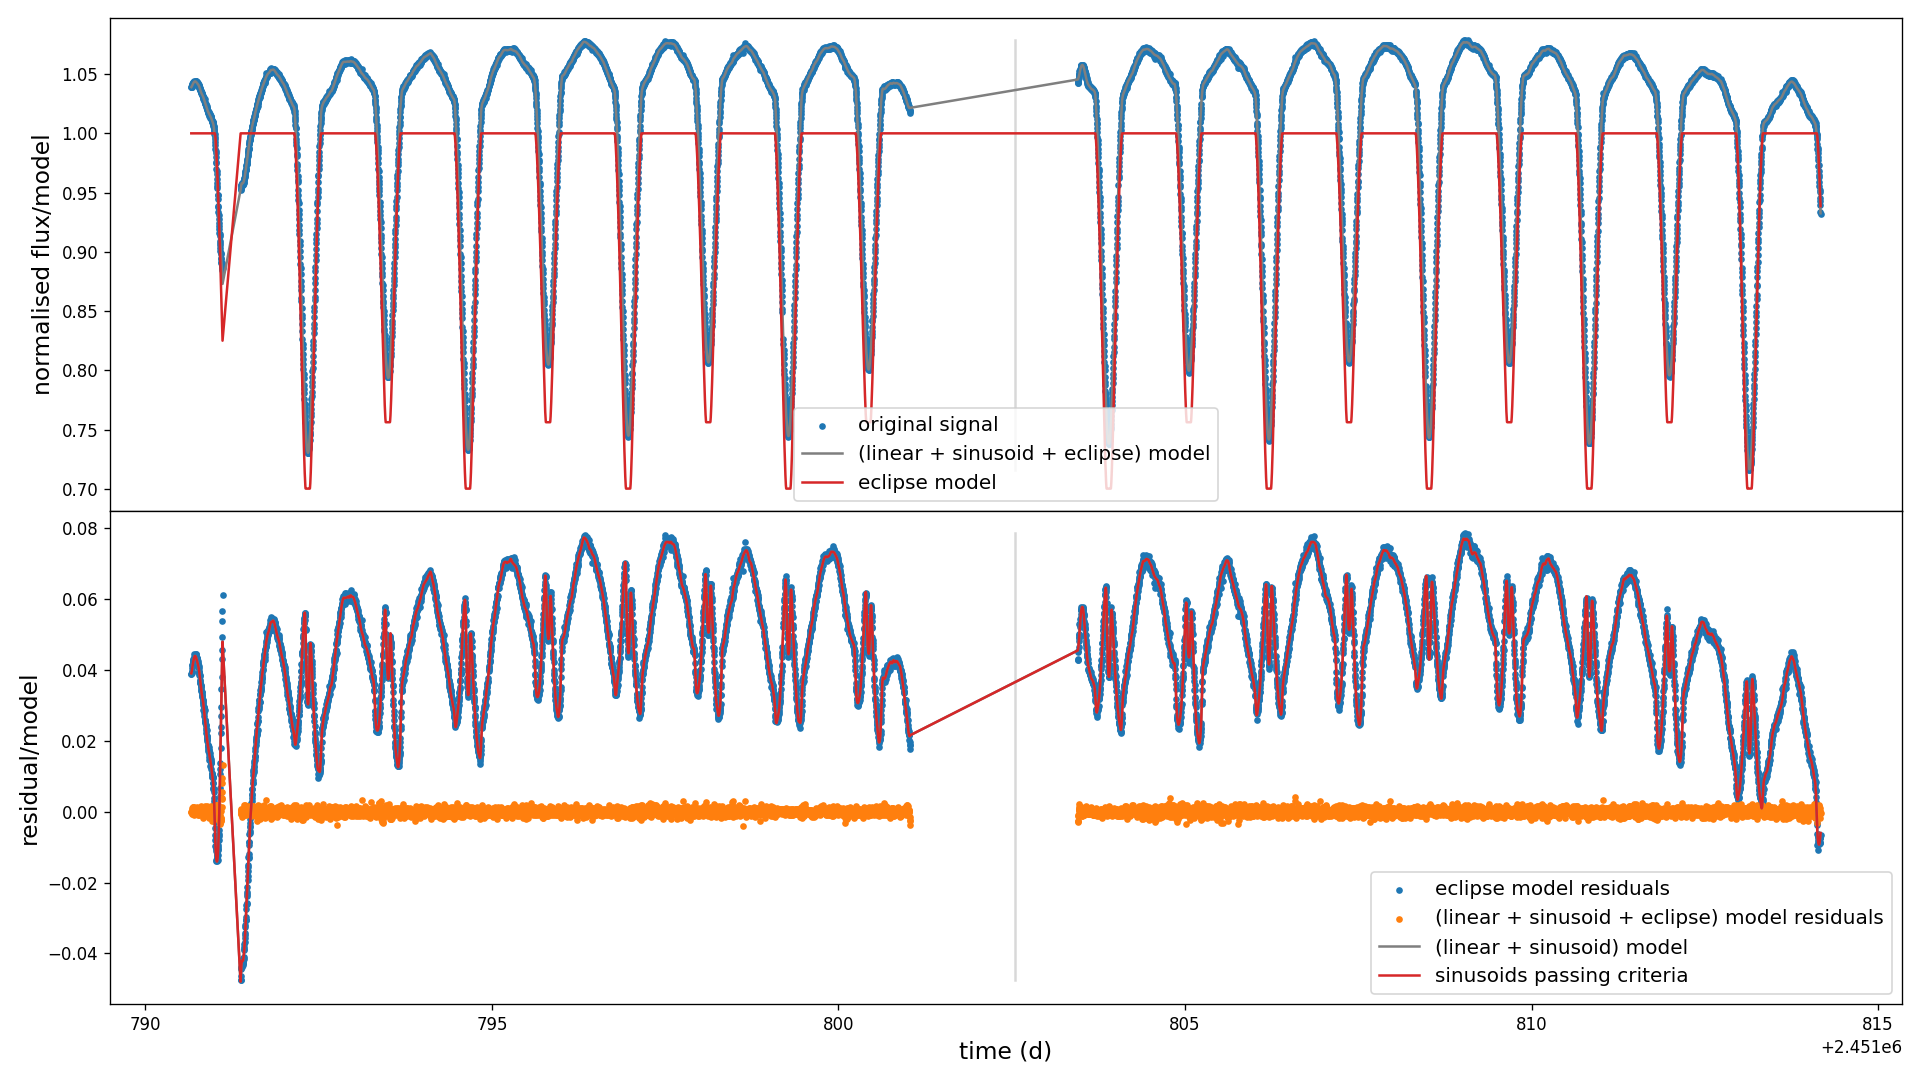 normalised flux/model
1.05
1.00
0.95
0.90
0.85
0.80
0.75
0.70
original signal
(linear + sinusoid + eclipse) model
eclipse model
residual/model
0.08
0.06
0.04
0.02
0.00
−0.02
−0.04
eclipse model residuals
(linear + sinusoid + eclipse) model residuals
(linear + sinusoid) model
sinusoids passing criteria
790 795 800 805 810 815
+2.451e6
time (d)